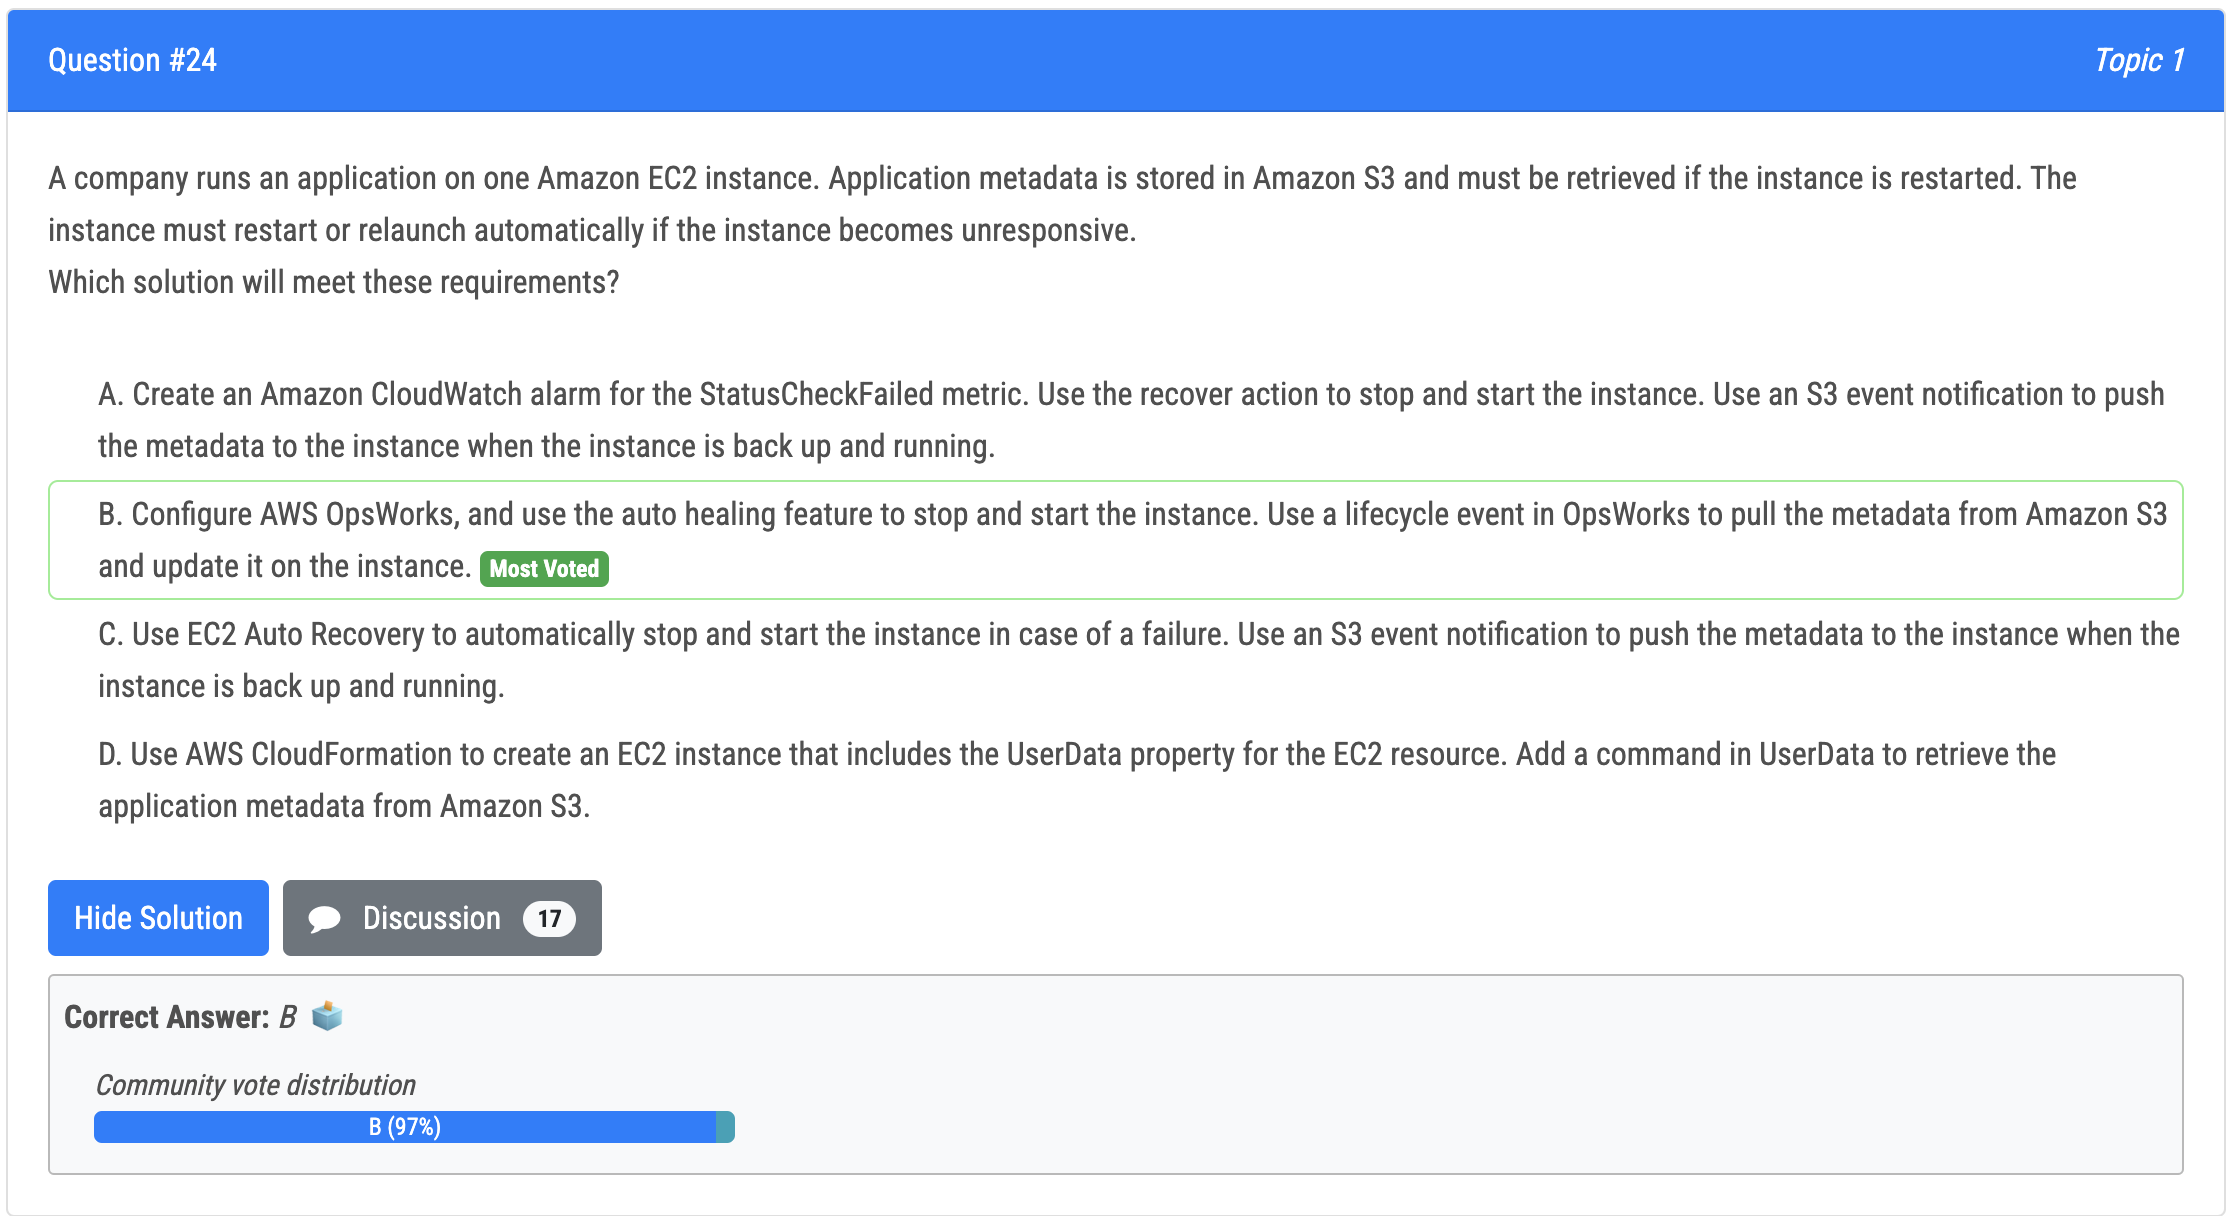 Question #24
Topic 1
A company runs an application on one Amazon EC2 instance. Application metadata is stored in Amazon S3 and must be retrieved if the instance is restarted. The
instance must restart or relaunch automatically if the instance becomes unresponsive.
Which solution will meet these requirements?
A. Create an Amazon CloudWatch alarm for the StatusCheckFailed metric. Use the recover action to stop and start the instance. Use an S3 event notification to push
the metadata to the instance when the instance is back up and running.
B. Configure AWS OpsWorks, and use the auto healing feature to stop and start the instance. Use a lifecycle event in OpsWorks to pull the metadata from Amazon S3
and update it on the instance. Most Voted
C. Use EC2 Auto Recovery to automatically stop and start the instance in case of a failure. Use an S3 event notification to push the metadata to the instance when the
instance is back up and running.
D. Use AWS CloudFormation to create an EC2 instance that includes the UserData property for the EC2 resource. Add a command in UserData to retrieve the
application metadata from Amazon S3.
Hide Solution
Discussion 17
Correct Answer: B
Community vote distribution
B (97%)